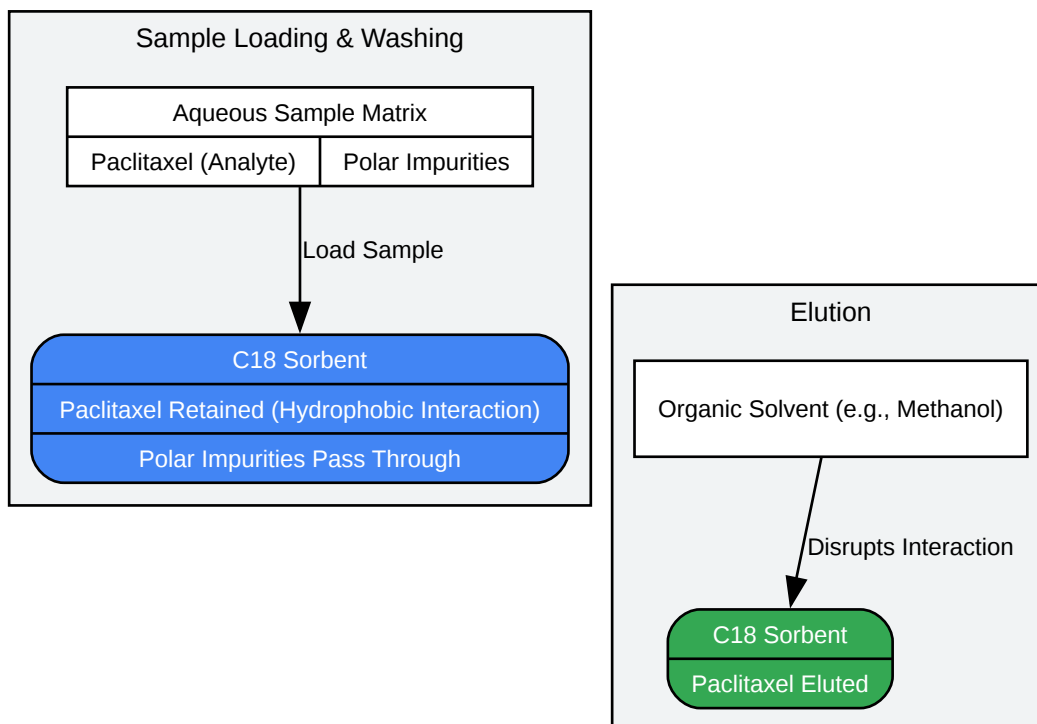 Sample Loading & Washing
Aqueous Sample Matrix
Paclitaxel (Analyte)
Polar Impurities
Load Sample
C18 Sorbent
Paclitaxel Retained (Hydrophobic Interaction)
Polar Impurities Pass Through
Elution
Organic Solvent (e.g., Methanol)
Disrupts Interaction
C18 Sorbent
Paclitaxel Eluted